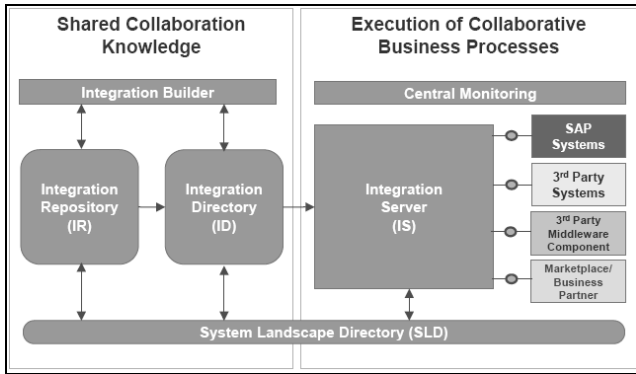 Shared Collaboration
Knowledge
Execution of Collaborative
Business Processes
Integration Builder
Central Monitoring
Integration
Repository
(IR)
Integration
Directory
(ID)
Integration
Server
(IS)
SAP
Systems
3rd Party
Systems
3rd Party
Middleware
Component
Marketplace/
Business
Partner
System Landscape Directory (SLD)